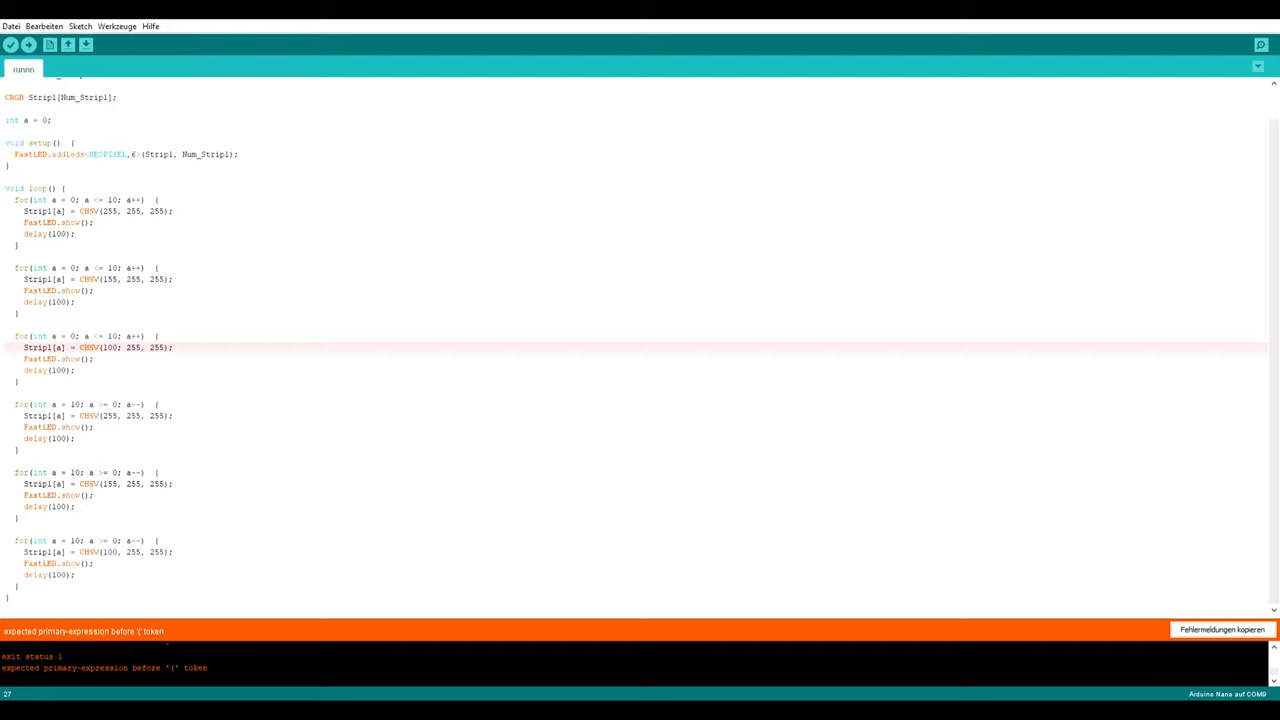 Datei Bearbeiten Sketch Werkzeuge Hilfe
runnn
CRGB Strip1[Num_Strip1];
int a = 0;
void setup()  {
FastLED.addLeds<NEOPIXEL,6>(Strip1, Num_Strip1);
}
void loop() {
for(int a = 0; a <= 10; a++)  {
Strip1[a] = CHSV(255, 255, 255);
FastLED.show();
delay(100);
}
for(int a = 0; a <= 10; a++)  {
Strip1[a] = CHSV(155, 255, 255);
FastLED.show();
delay(100);
}
for(int a = 0; a <= 10; a++)  {
Strip1[a] = CHSV(100; 255, 255);
FastLED.show();
delay(100);
}
for(int a = 10; a >= 0; a--)  {
Strip1[a] = CHSV(255, 255, 255);
FastLED.show();
delay(100);
}
for(int a = 10; a >= 0; a--)  {
Strip1[a] = CHSV(155, 255, 255);
FastLED.show();
delay(100);
}
for(int a = 10; a >= 0; a--)  {
Strip1[a] = CHSV(100, 255, 255);
FastLED.show();
delay(100);
}
}
expected primary-expression before '(' token
Fehlermeldungen kopieren
^
exit status 1
expected primary-expression before '(' token
27
Arduino Nano auf COM9